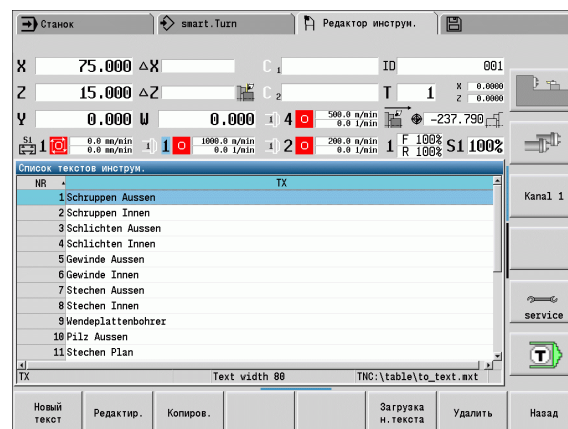 Станок smart.Turn Редактор инструм.
X 75.000 ΔX C 1 ID 001
Z 15.000 ΔZ C 2 T 1 X 0.0000 Z 0.0000
Y 0.000 W 0.000 4 500.0 m/min 0.0 1/min -237.790
S1 1 0.0 mm/min 0.0 mm/min 1 1000.0 m/min 0.0 1/min 2 200.0 m/min 0.0 1/min 1 F 100% R 100% S1 100%
Список текстов инструм.
NR TX
1 Schruppen Aussen
2 Schruppen Innen
3 Schlichten Aussen
4 Schlichten Innen
5 Gewinde Aussen
6 Gewinde Innen
7 Stechen Aussen
8 Stechen Innen
9 Wendeplattenbohrer
10 Pilz Aussen
11 Stechen Plan
TX Text width 80 TNC:\table\to_text.mxt
Kanal 1
service
T
Новый текст
Редактир.
Копиров.
Загрузка н.текста
Удалить
Назад